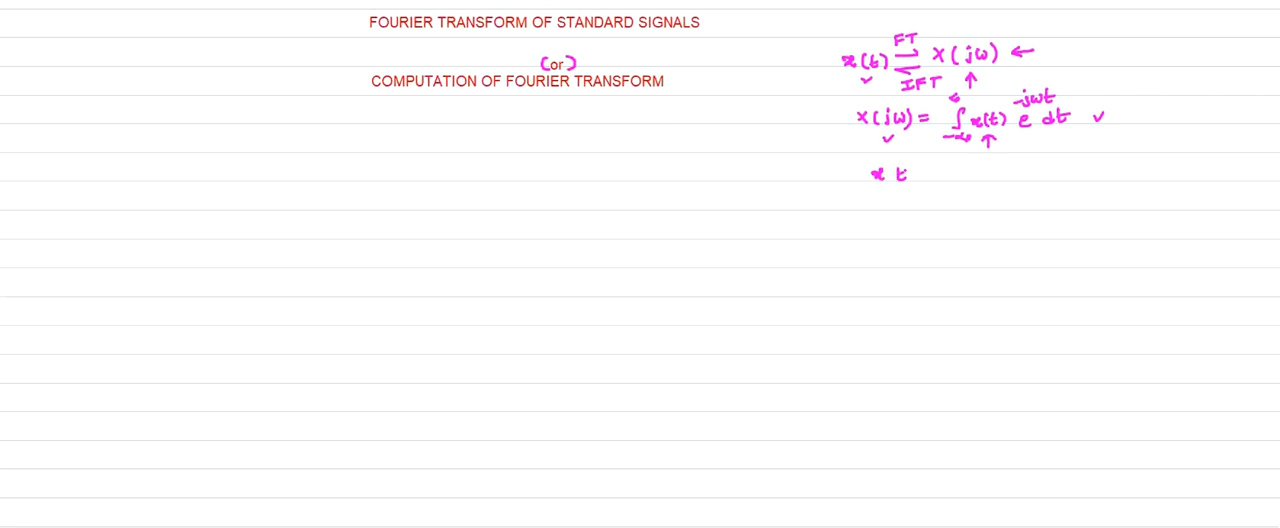 FOURIER TRANSFORM OF STANDARD SIGNALS
(or)
COMPUTATION OF FOURIER TRANSFORM
FT
x(t) ⇌ X(jω) ←
IFT
X(jω) = ∫_{-∞}^{∞} x(t) e^{-jωt} dt ✓
x t